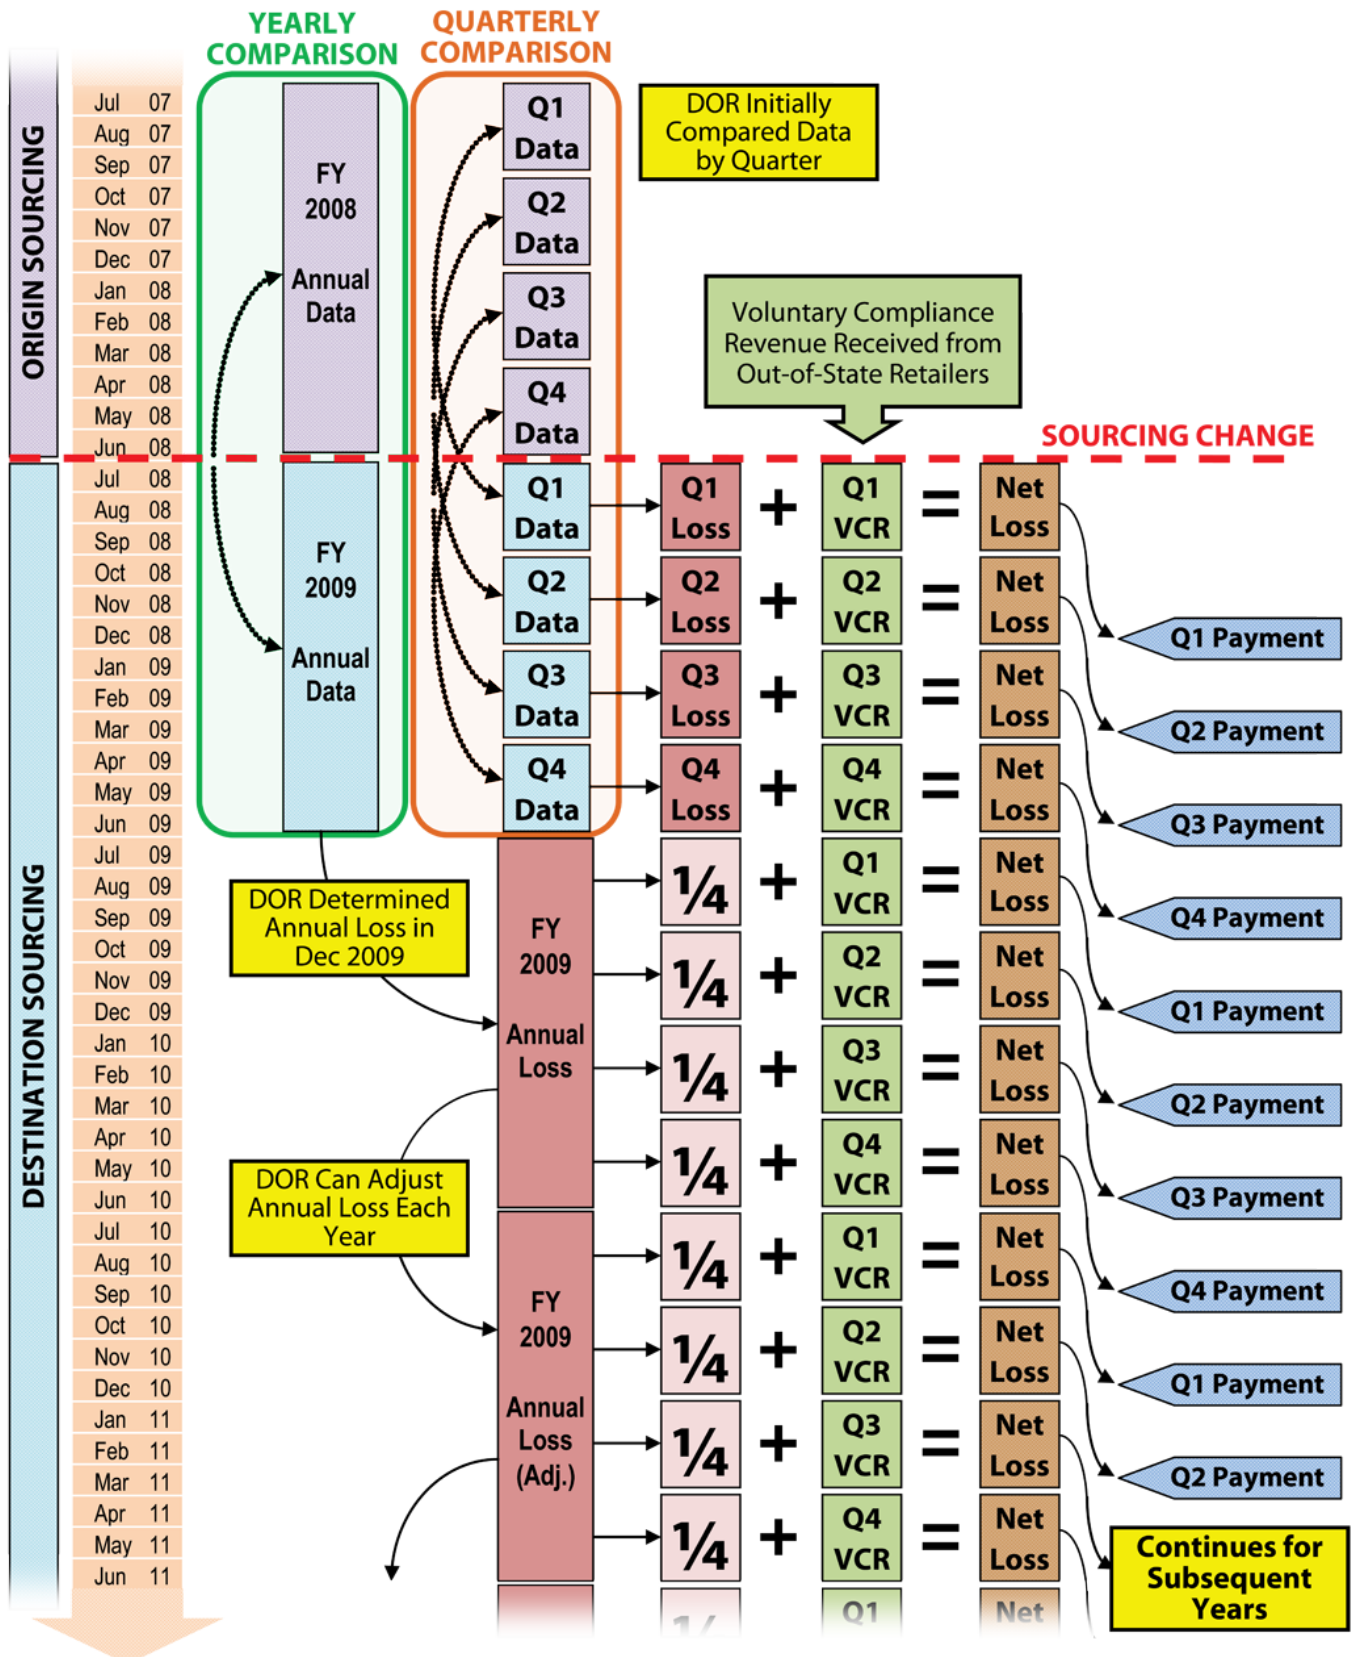 YEARLY
COMPARISON
QUARTERLY
COMPARISON
ORIGIN SOURCING
DESTINATION SOURCING
Jul 07
Aug 07
Sep 07
Oct 07
Nov 07
Dec 07
Jan 08
Feb 08
Mar 08
Apr 08
May 08
Jun 08
Jul 08
Aug 08
Sep 08
Oct 08
Nov 08
Dec 08
Jan 09
Feb 09
Mar 09
Apr 09
May 09
Jun 09
Jul 09
Aug 09
Sep 09
Oct 09
Nov 09
Dec 09
Jan 10
Feb 10
Mar 10
Apr 10
May 10
Jun 10
Jul 10
Aug 10
Sep 10
Oct 10
Nov 10
Dec 10
Jan 11
Feb 11
Mar 11
Apr 11
May 11
Jun 11
FY
2008
Annual
Data
FY
2009
Annual
Data
Q1
Data
Q2
Data
Q3
Data
Q4
Data
Q1
Data
Q2
Data
Q3
Data
Q4
Data
DOR Initially
Compared Data
by Quarter
Voluntary Compliance
Revenue Received from
Out-of-State Retailers
SOURCING CHANGE
Q1
Loss
+
Q1
VCR
=
Net
Loss
Q2
Loss
+
Q2
VCR
=
Net
Loss
Q1 Payment
Q3
Loss
+
Q3
VCR
=
Net
Loss
Q2 Payment
Q4
Loss
+
Q4
VCR
=
Net
Loss
Q3 Payment
DOR Determined
Annual Loss in
Dec 2009
FY
2009
Annual
Loss
¼
+
Q1
VCR
=
Net
Loss
Q4 Payment
¼
+
Q2
VCR
=
Net
Loss
Q1 Payment
¼
+
Q3
VCR
=
Net
Loss
Q2 Payment
¼
+
Q4
VCR
=
Net
Loss
Q3 Payment
DOR Can Adjust
Annual Loss Each
Year
FY
2009
Annual
Loss
(Adj.)
¼
+
Q1
VCR
=
Net
Loss
Q4 Payment
¼
+
Q2
VCR
=
Net
Loss
Q1 Payment
¼
+
Q3
VCR
=
Net
Loss
Q2 Payment
¼
+
Q4
VCR
=
Net
Loss
Continues for
Subsequent
Years
¼
Q1
Net